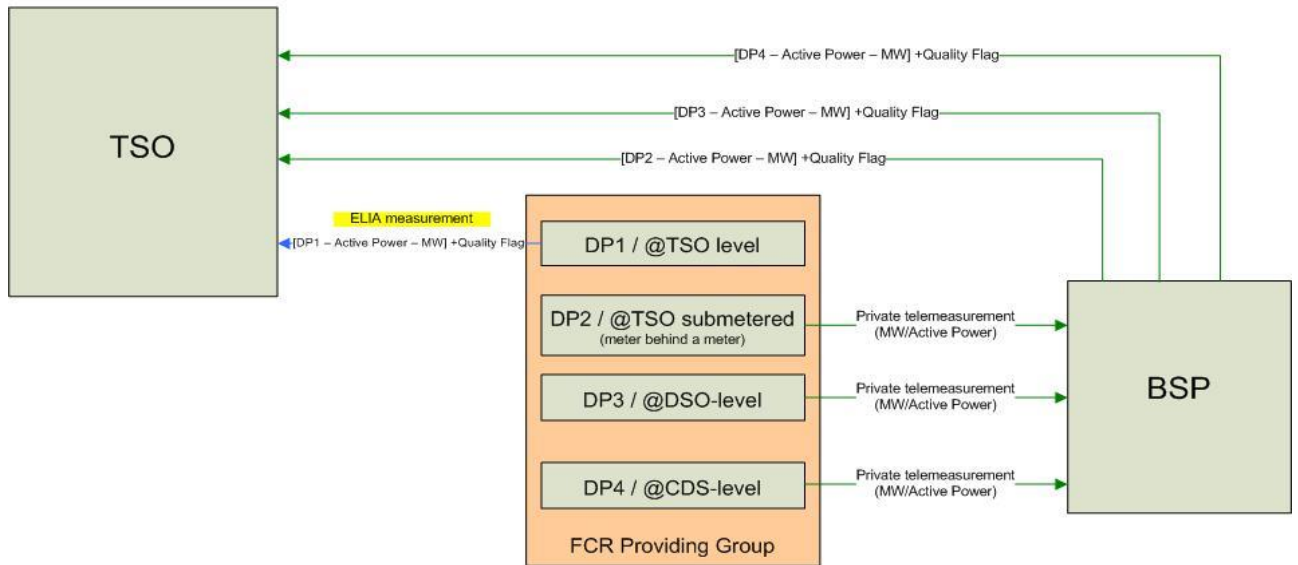 TSO
[DP4 – Active Power – MW] +Quality Flag
[DP3 – Active Power – MW] +Quality Flag
[DP2 – Active Power – MW] +Quality Flag
ELIA measurement
[DP1 – Active Power – MW] +Quality Flag
DP1 / @TSO level
DP2 / @TSO submetered
(meter behind a meter)
Private telemeasurement
(MW/Active Power)
DP3 / @DSO-level
Private telemeasurement
(MW/Active Power)
DP4 / @CDS-level
Private telemeasurement
(MW/Active Power)
FCR Providing Group
BSP